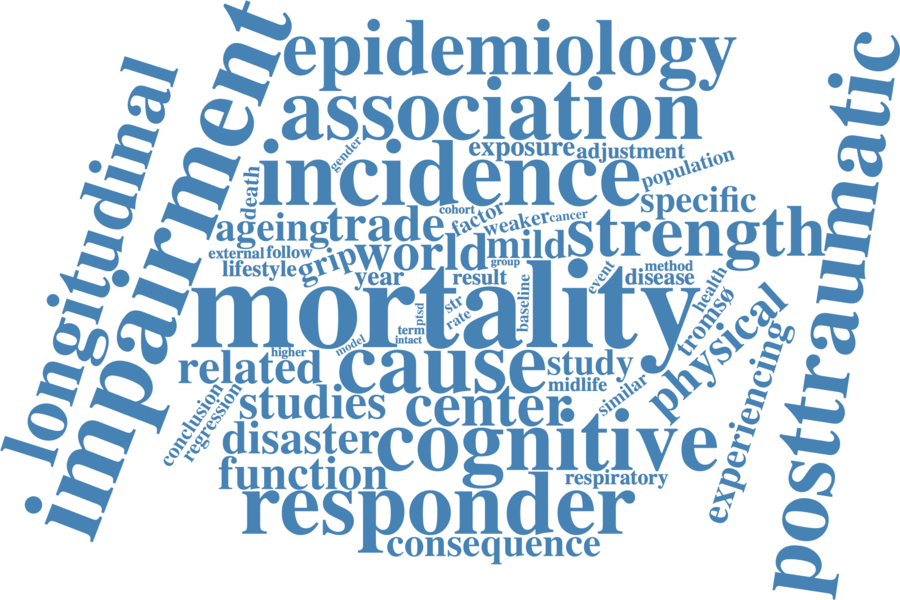 epidemiology
longitudinal
impairment
posttraumatic
association
gender
exposure
adjustment
incidence
population
death
specific
cohort
factor
weaker
cancer
ageing
trade
strength
external
follow
grip
world
mild
lifestyle
year
group
result
event
disease
method
health
mortality
ptsd
str
rate
baseline
tromsø
term
intact
model
higher
related
cause
study
midlife
physical
similar
experiencing
conclusion
regression
studies
center
disaster
cognitive
function
respiratory
responder
consequence